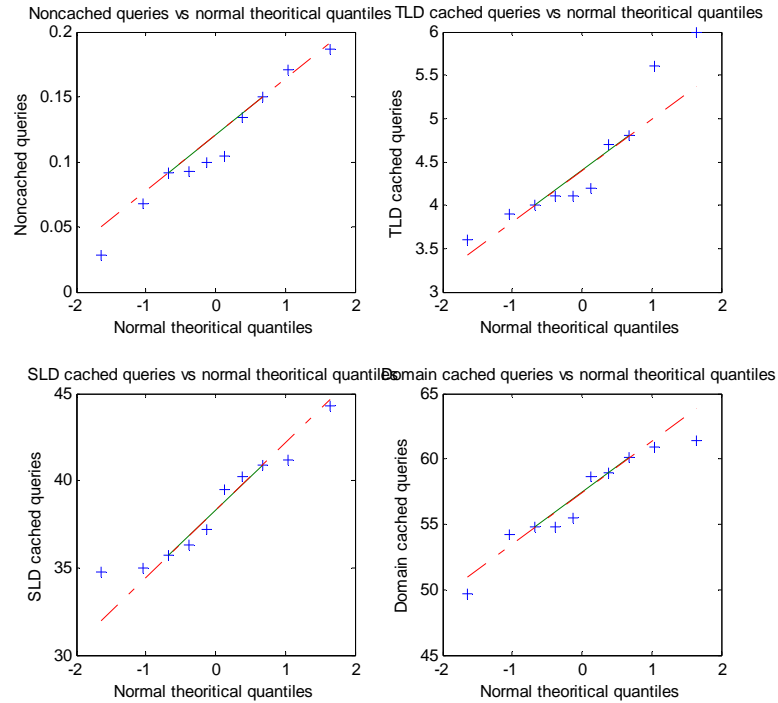 Noncached queries vs normal theoritical quantiles
0.2
0.15
0.1
0.05
0
Noncached queries
-2 -1 0 1 2
Normal theoritical quantiles
TLD cached queries vs normal theoritical quantiles
6
5.5
5
4.5
4
3.5
3
TLD cached queries
-2 -1 0 1 2
Normal theoritical quantiles
SLD cached queries vs normal theoritical quantiles
45
40
35
30
SLD cached queries
-2 -1 0 1 2
Normal theoritical quantiles
Domain cached queries vs normal theoritical quantiles
65
60
55
50
45
Domain cached queries
-2 -1 0 1 2
Normal theoritical quantiles